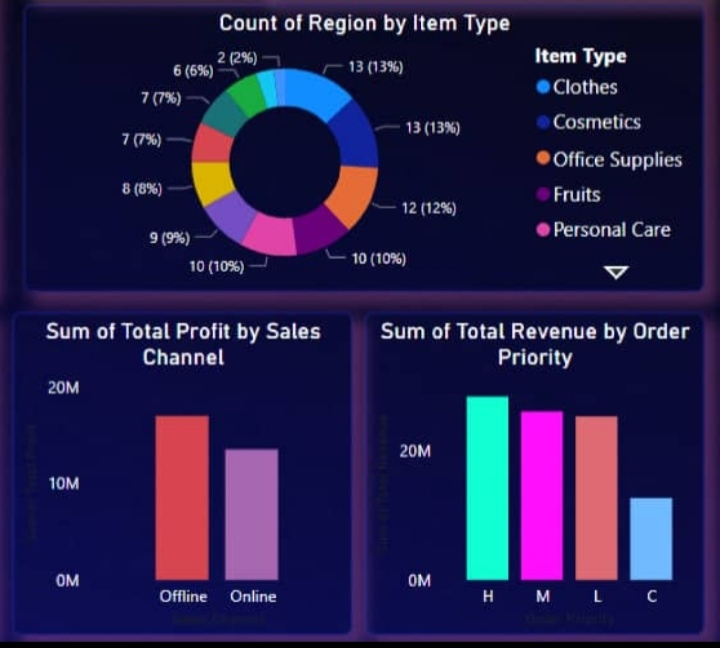 Count of Region by Item Type
2 (2%)
6 (6%)
7 (7%)
7 (7%)
8 (8%)
9 (9%)
10 (10%)
13 (13%)
13 (13%)
12 (12%)
10 (10%)
Item Type
Clothes
Cosmetics
Office Supplies
Fruits
Personal Care
Sum of Total Profit by Sales
Channel
20M
10M
0M
Offline Online
Sum of Total Revenue by Order
Priority
20M
0M
H M L C